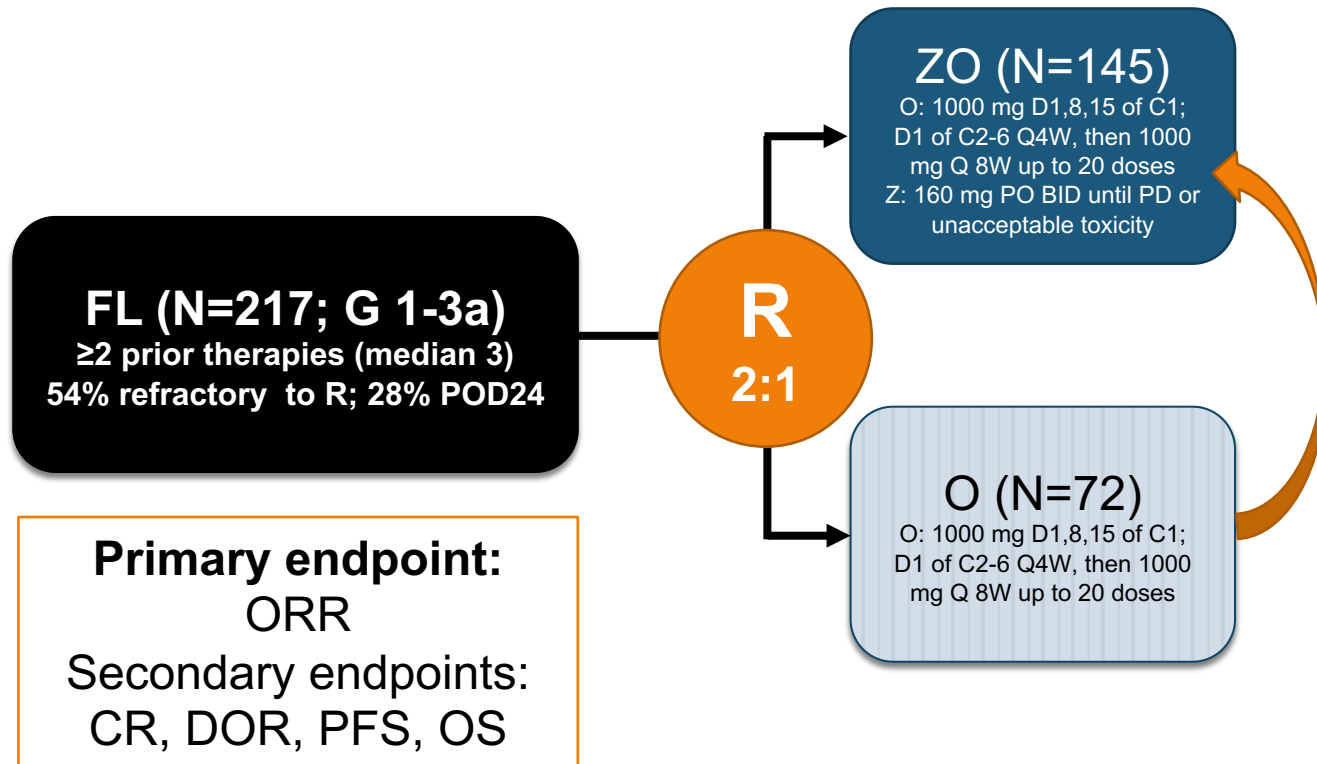 FL (N=217; G 1-3a)
≥2 prior therapies (median 3)
54% refractory to R; 28% POD24
R
2:1
ZO (N=145)
O: 1000 mg D1,8,15 of C1;
D1 of C2-6 Q4W, then 1000
mg Q 8W up to 20 doses
Z: 160 mg PO BID until PD or
unacceptable toxicity
O (N=72)
O: 1000 mg D1,8,15 of C1;
D1 of C2-6 Q4W, then 1000
mg Q 8W up to 20 doses
Primary endpoint:
ORR
Secondary endpoints:
CR, DOR, PFS, OS